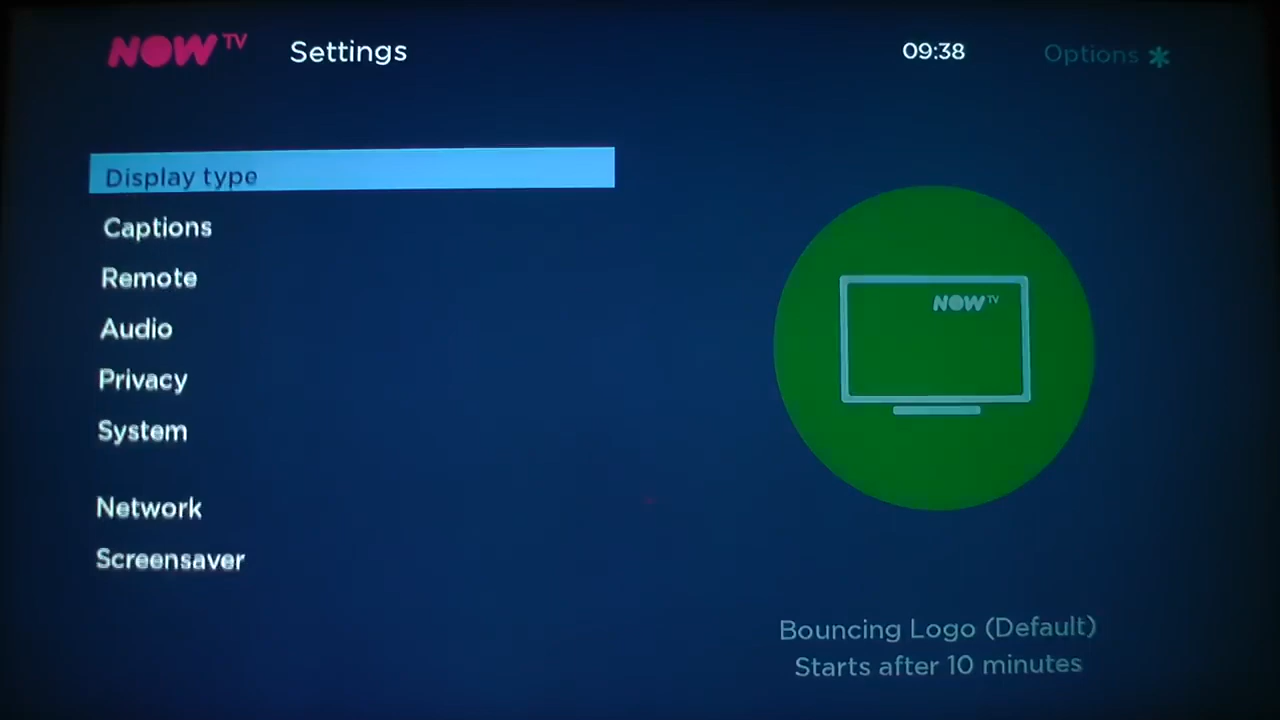 NOW TV Settings 09:38 Options *
Display type
Captions
Remote
Audio
Privacy
System
Network
Screensaver
NOW TV
Bouncing Logo (Default)
Starts after 10 minutes